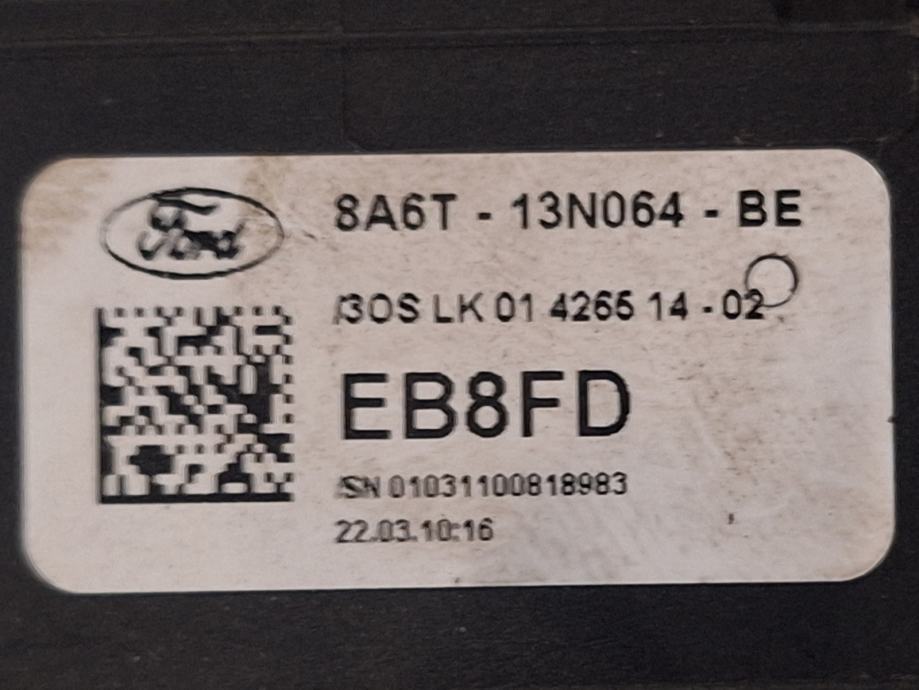 Ford
8A6T - 13N064 - BE
/3OS LK 01 4265 14 - 02
EB8FD
SN 01031100818983
22.03.10:16